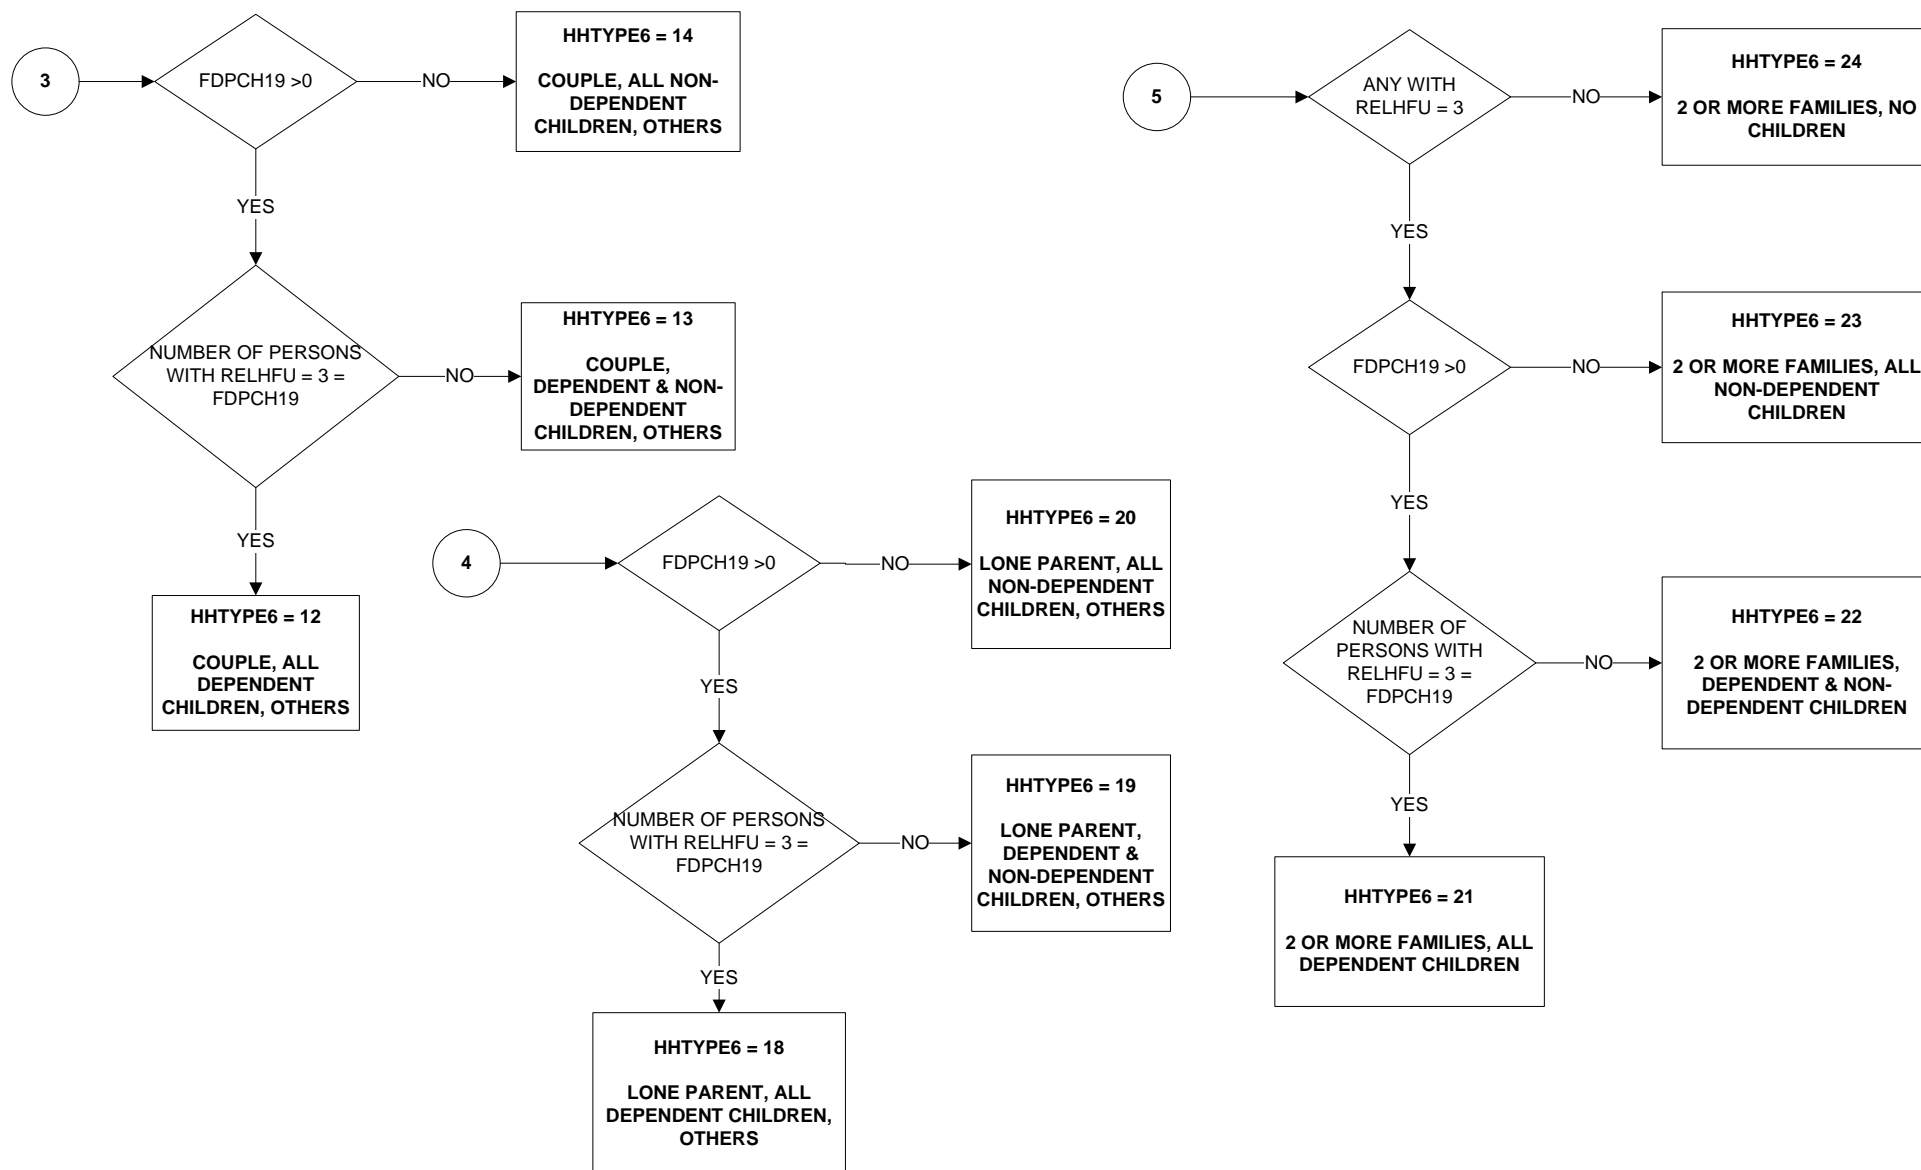 3
FDPCH19 >0
NO
HHTYPE6 = 14
COUPLE, ALL NON-
DEPENDENT
CHILDREN, OTHERS
YES
NUMBER OF PERSONS
WITH RELHFU = 3 =
FDPCH19
NO
HHTYPE6 = 13
COUPLE,
DEPENDENT & NON-
DEPENDENT
CHILDREN, OTHERS
YES
HHTYPE6 = 12
COUPLE, ALL
DEPENDENT
CHILDREN, OTHERS
4
FDPCH19 >0
NO
HHTYPE6 = 20
LONE PARENT, ALL
NON-DEPENDENT
CHILDREN, OTHERS
YES
NUMBER OF PERSONS
WITH RELHFU = 3 =
FDPCH19
NO
HHTYPE6 = 19
LONE PARENT,
DEPENDENT &
NON-DEPENDENT
CHILDREN, OTHERS
YES
HHTYPE6 = 18
LONE PARENT, ALL
DEPENDENT CHILDREN,
OTHERS
5
ANY WITH
RELHFU = 3
NO
HHTYPE6 = 24
2 OR MORE FAMILIES, NO
CHILDREN
YES
FDPCH19 >0
NO
HHTYPE6 = 23
2 OR MORE FAMILIES, ALL
NON-DEPENDENT
CHILDREN
YES
NUMBER OF
PERSONS WITH
RELHFU = 3 =
FDPCH19
NO
HHTYPE6 = 22
2 OR MORE FAMILIES,
DEPENDENT & NON-
DEPENDENT CHILDREN
YES
HHTYPE6 = 21
2 OR MORE FAMILIES, ALL
DEPENDENT CHILDREN